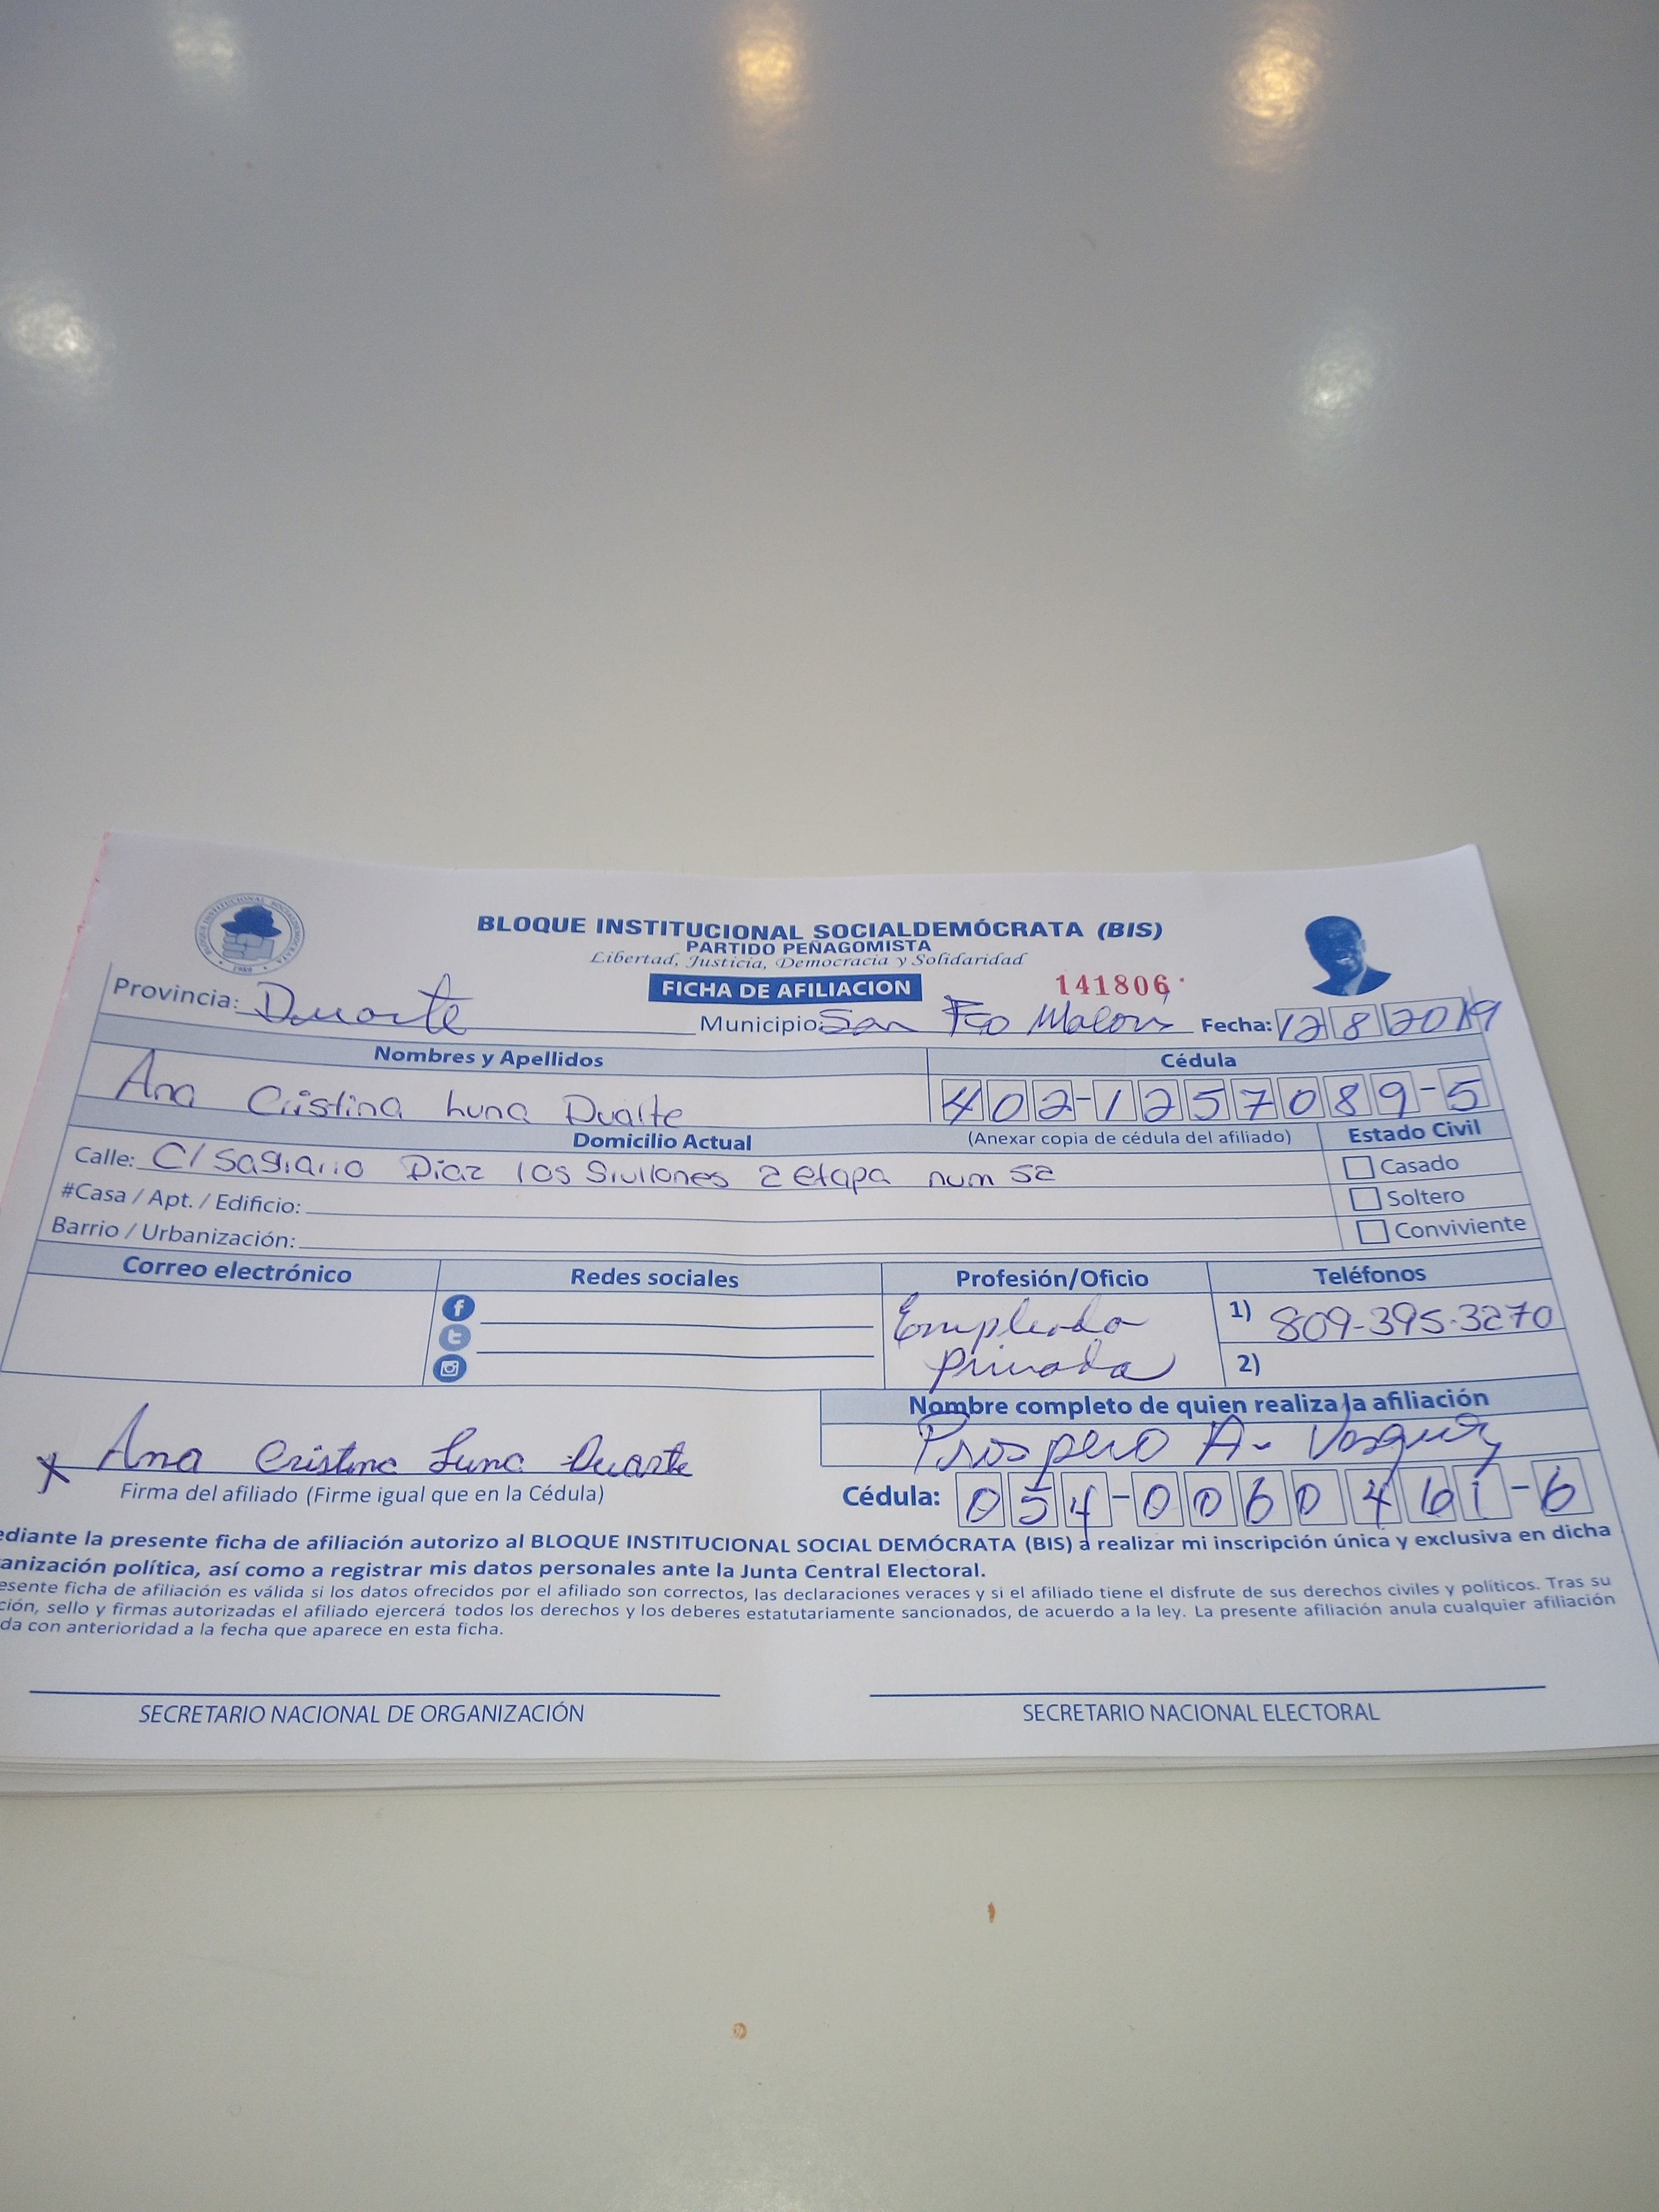 BLOQUE INSTITUCIONAL SOCIALDEMÓCRATA (BIS)
PARTIDO PEÑAGOMISTA
Libertad, Justicia, Democracia y Solidaridad
FICHA DE AFILIACION 141806
Provincia: Duarte Municipio: San Fco Macoris Fecha: 12 8 2019
Nombres y Apellidos Cédula
Ana Cristina Luna Duarte 402-1257089-5
Domicilio Actual (Anexar copia de cédula del afiliado) Estado Civil
Calle: C/ Sagrario Diaz los 2 etapa num 52 Casado
#Casa / Apt. / Edificio: Soltero
Barrio / Urbanización: Conviviente
Correo electrónico Redes sociales Profesión/Oficio Teléfonos
Empleada 1) 809-395-3270
privada 2)
Nombre completo de quien realiza la afiliación
Prospero A. Vasquez
x Ana Cristina Luna Duarte
Firma del afiliado (Firme igual que en la Cédula) Cédula: 054-0060461-6
ediante la presente ficha de afiliación autorizo al BLOQUE INSTITUCIONAL SOCIAL DEMÓCRATA (BIS) a realizar mi inscripción única y exclusiva en dicha
anización política, así como a registrar mis datos personales ante la Junta Central Electoral.
esente ficha de afiliación es válida si los datos ofrecidos por el afiliado son correctos, las declaraciones veraces y si el afiliado tiene el disfrute de sus derechos civiles y políticos. Tras su
ción, sello y firmas autorizadas el afiliado ejercerá todos los derechos y los deberes estatutariamente sancionados, de acuerdo a la ley. La presente afiliación anula cualquier afiliación
da con anterioridad a la fecha que aparece en esta ficha.
SECRETARIO NACIONAL DE ORGANIZACIÓN SECRETARIO NACIONAL ELECTORAL